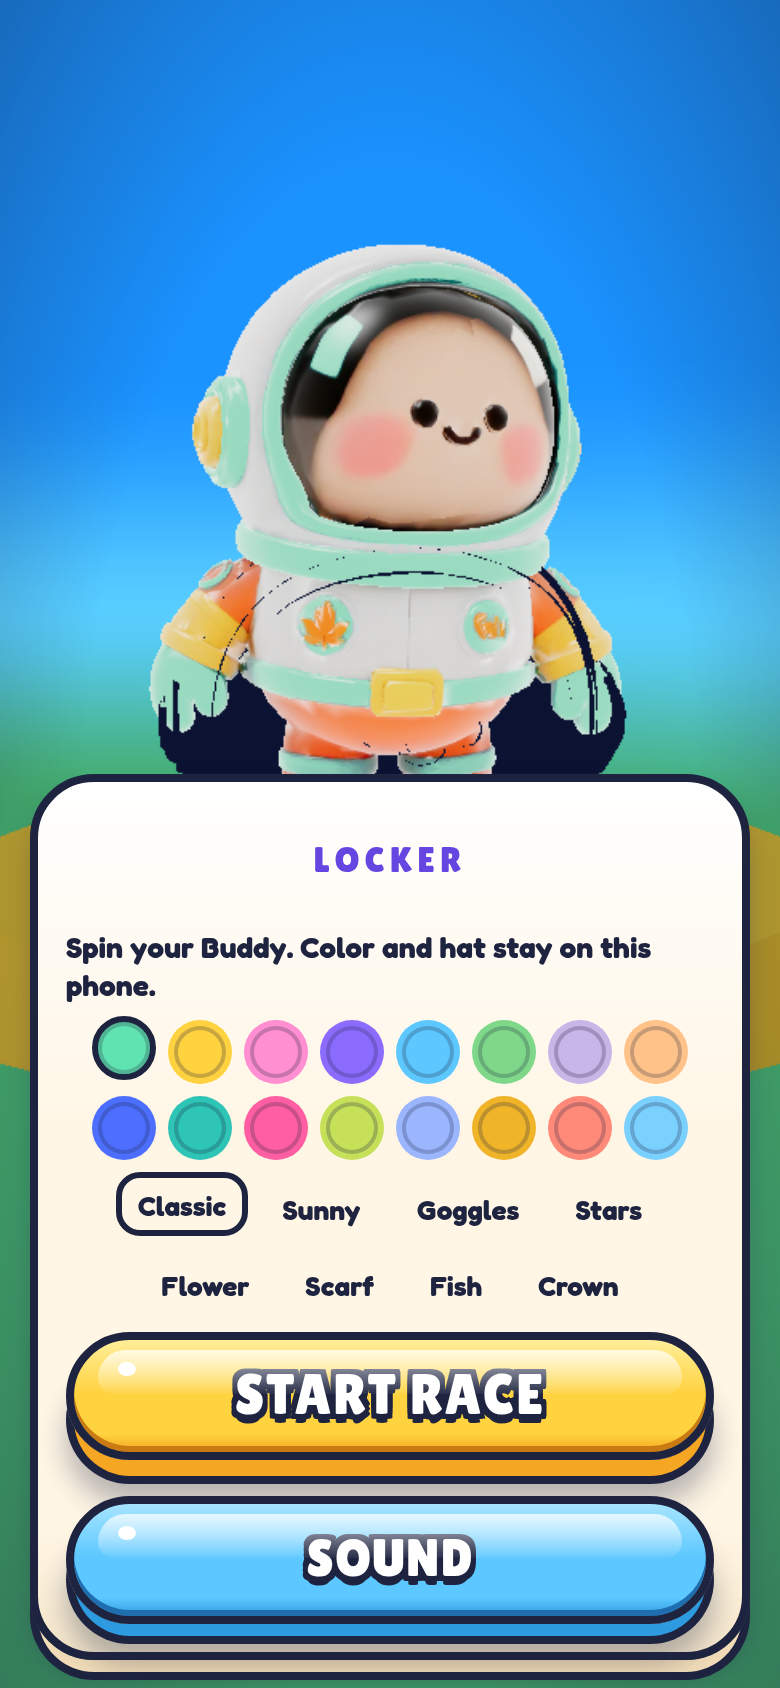 LOCKER
Spin your Buddy. Color and hat stay on this
phone.
Classic Sunny Goggles Stars
Flower Scarf Fish Crown
START RACE
SOUND